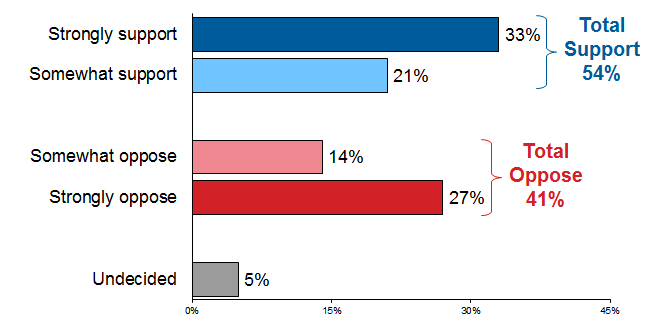 Strongly support
33%
Somewhat support
21%
Total
Support
54%
Somewhat oppose
14%
Strongly oppose
27%
Total
Oppose
41%
Undecided
5%
0%
15%
30%
45%